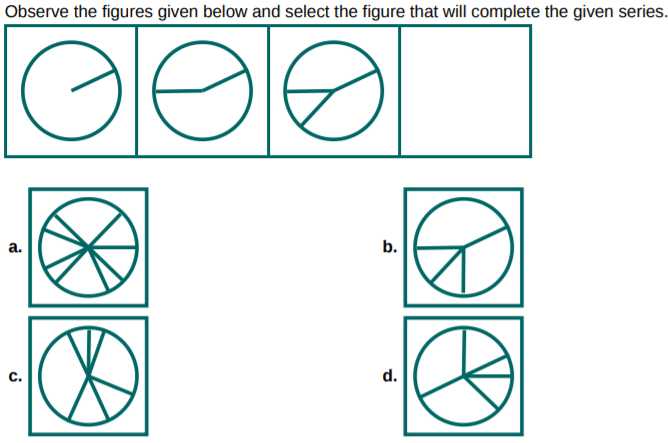 Observe the figures given below and select the figure that will complete the given series.
a.
b.
c.
d.